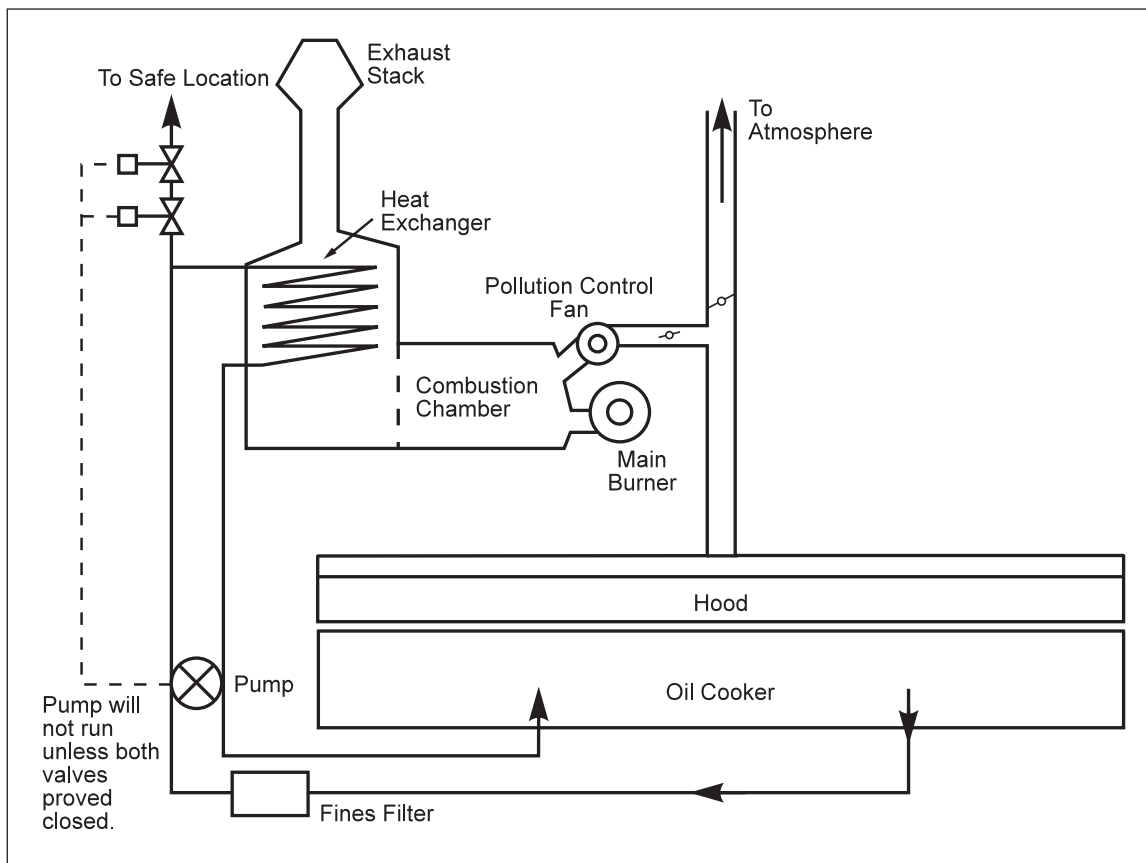 Exhaust
Stack
To Safe Location
To
Atmosphere
Heat
Exchanger
Pollution Control
Fan
Combustion
Chamber
Main
Burner
Hood
Oil Cooker
Pump
Pump will
not run
unless both
valves
proved
closed.
Fines Filter